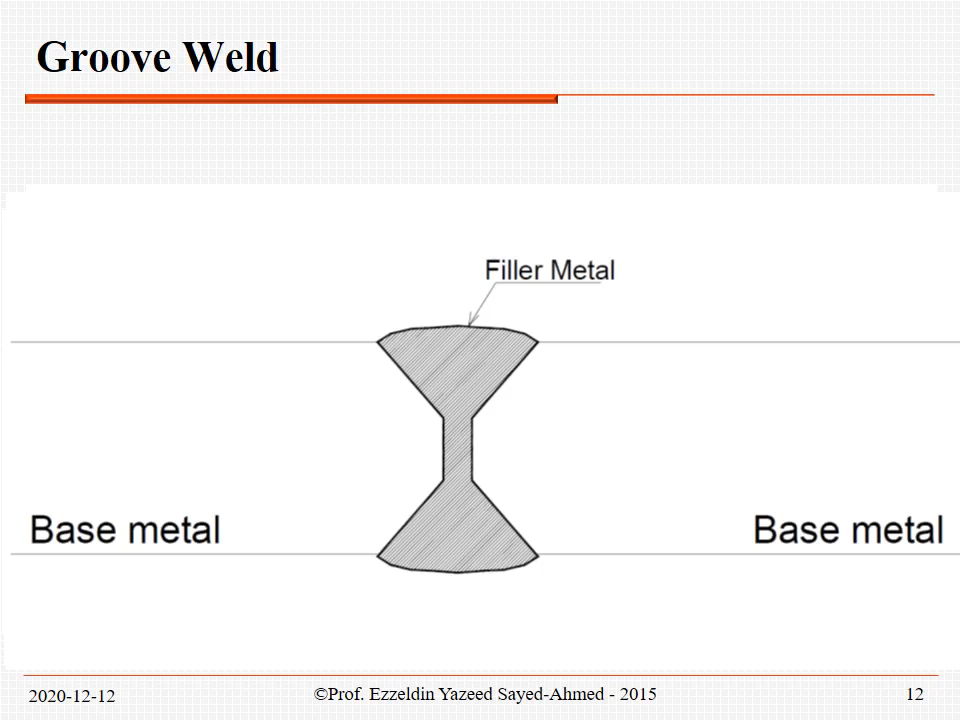 Groove Weld
Filler Metal
Base metal
Base metal
2020-12-12
©Prof. Ezzeldin Yazeed Sayed-Ahmed - 2015
12